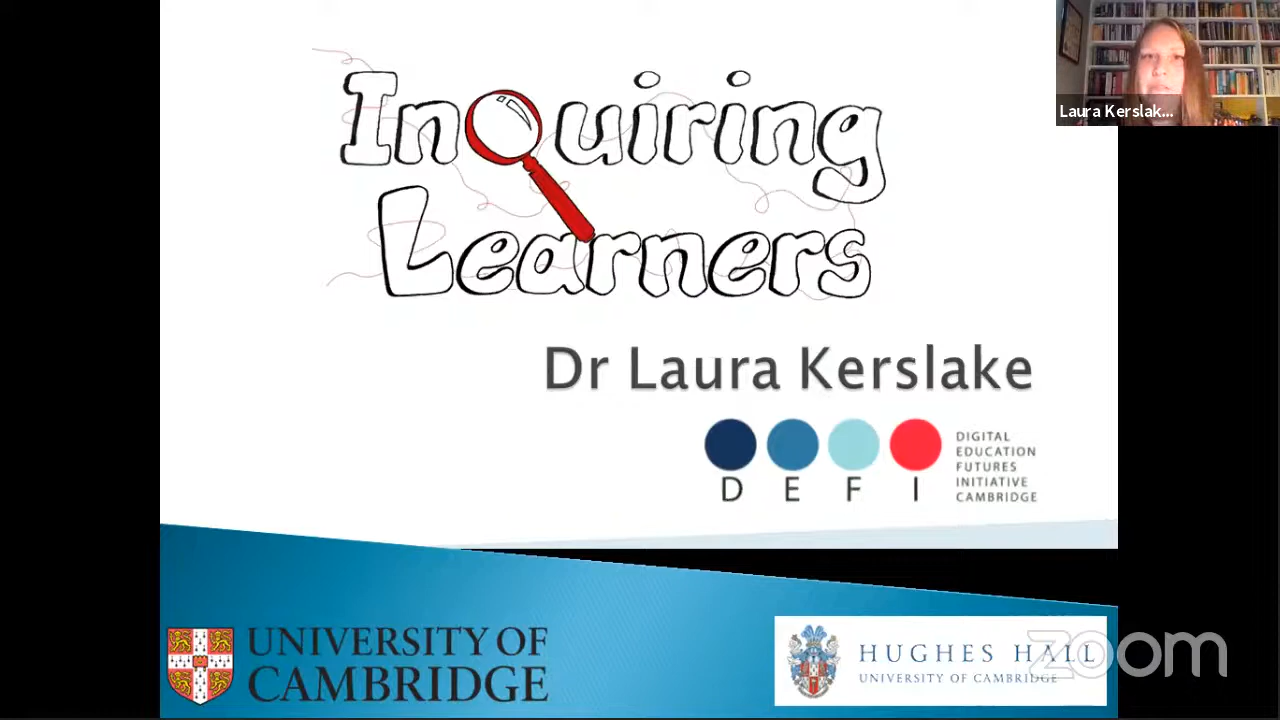 Inquiring
Learners
Laura Kerslak...
Dr Laura Kerslake
D E F I
DIGITAL
EDUCATION
FUTURES
INITIATIVE
CAMBRIDGE
UNIVERSITY OF
CAMBRIDGE
HUGHES HALL
UNIVERSITY OF CAMBRIDGE
zoom